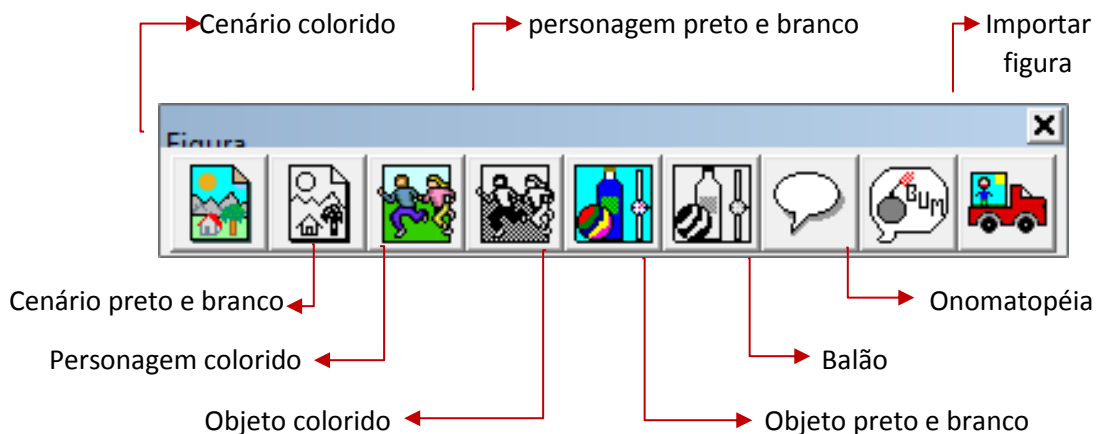 Cenário colorido
personagem preto e branco
Importar
figura
Figura
BUM
Cenário preto e branco
Onomatopéia
Personagem colorido
Balão
Objeto colorido
Objeto preto e branco